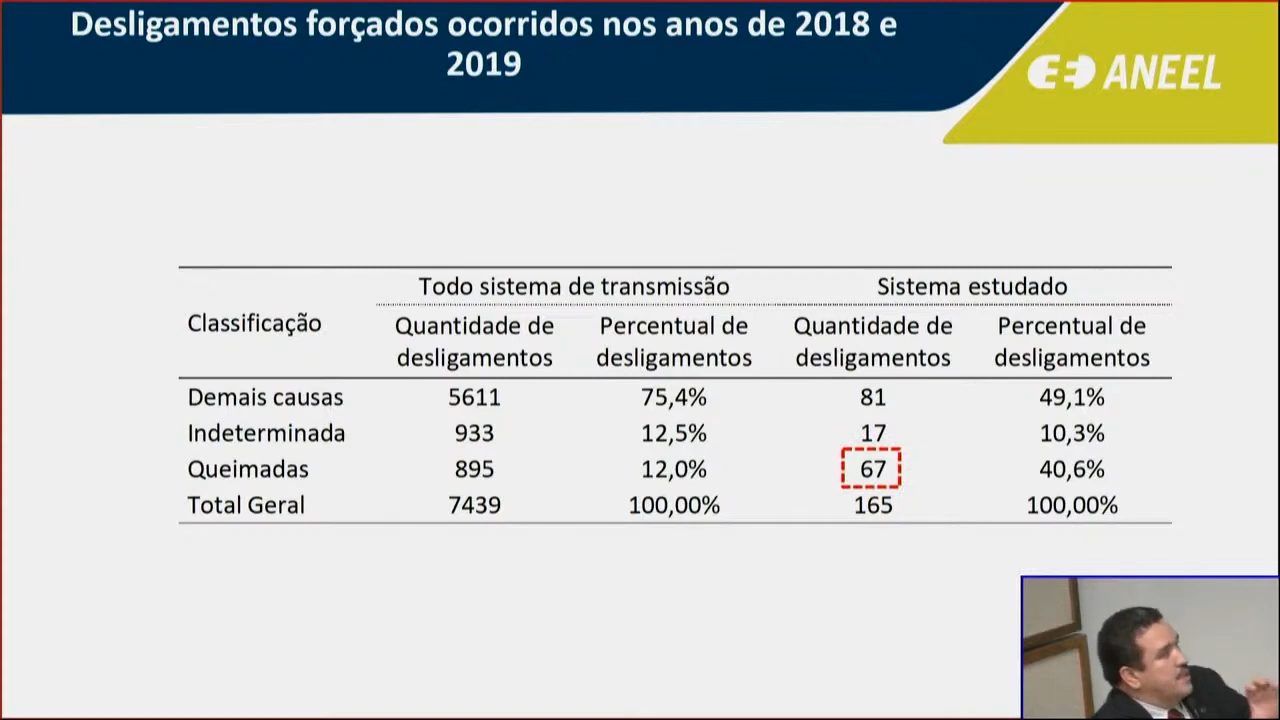 Desligamentos forçados ocorridos nos anos de 2018 e
2019
ANEEL
Todo sistema de transmissão Sistema estudado
Classificação
Quantidade de Percentual de Quantidade de Percentual de
desligamentos desligamentos desligamentos desligamentos
Demais causas 5611 75,4% 81 49,1%
Indeterminada 933 12,5% 17 10,3%
Queimadas 895 12,0% 67 40,6%
Total Geral 7439 100,00% 165 100,00%